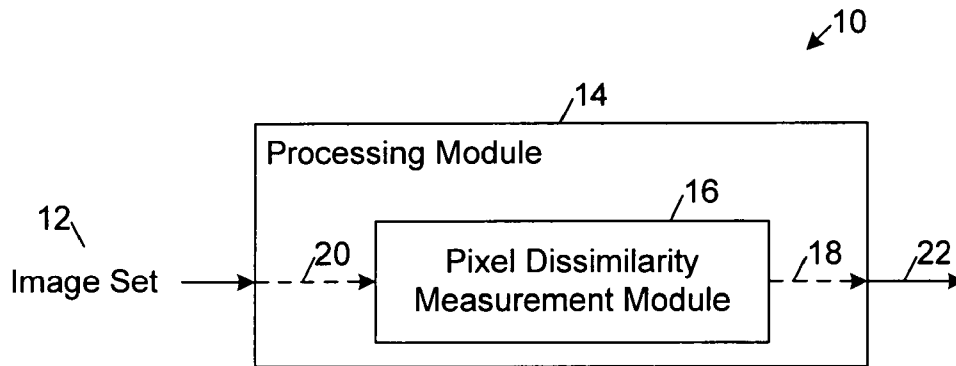 10
14
Processing Module
12
16
Image Set
20
Pixel Dissimilarity
Measurement Module
18
22